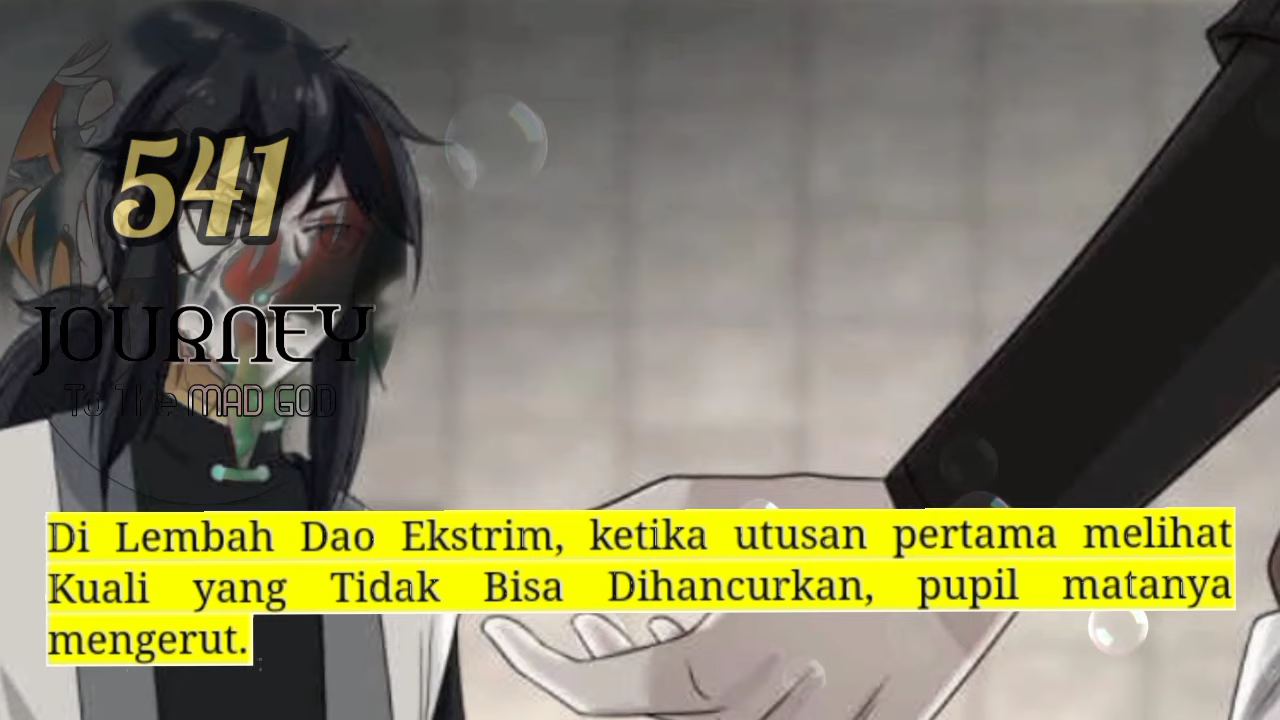 541
JOURNEY
To The MAD GOD
Di Lembah Dao Ekstrim, ketika utusan pertama melihat
Kuali yang Tidak Bisa Dihancurkan, pupil matanya
mengerut.